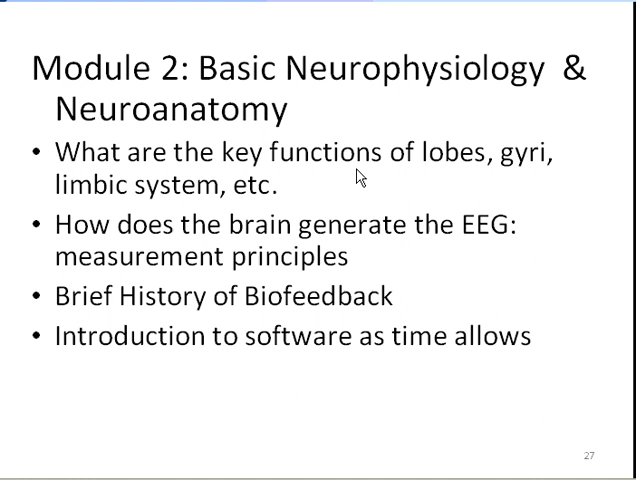 Module 2: Basic Neurophysiology &
Neuroanatomy
• What are the key functions of lobes, gyri,
limbic system, etc.
• How does the brain generate the EEG:
measurement principles
• Brief History of Biofeedback
• Introduction to software as time allows
27